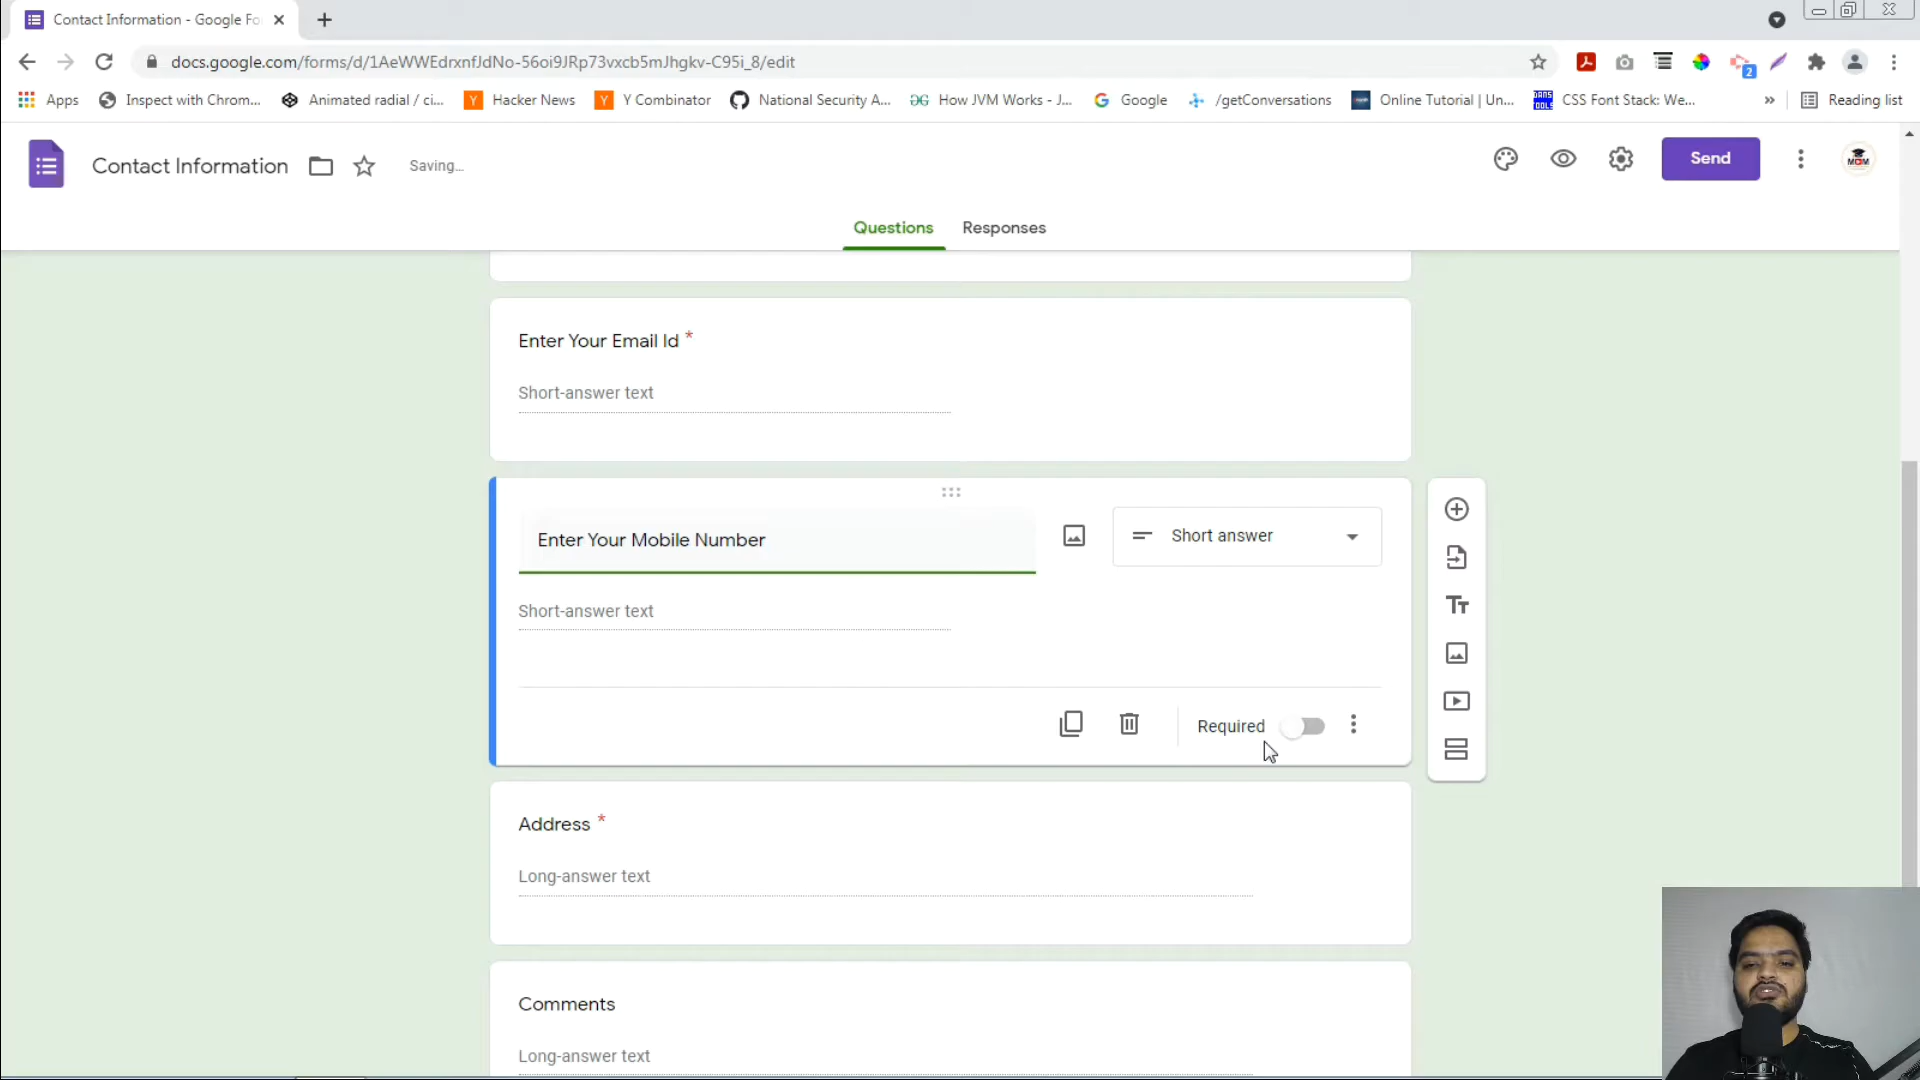 Contact Information - Google Fo
docs.google.com/forms/d/1AeWWEdrxnfJdNo-56oi9JRp73vxcb5mJhgkv-C95i_8/edit
2
Apps Inspect with Chrom... Animated radial / ci... Hacker News Y Combinator National Security A... How JVM Works - J... Google /getConversations Online Tutorial | Un... CSS Font Stack: We... » Reading list
Contact Information Saving... Send
Questions Responses
Enter Your Email Id *
Short-answer text
Enter Your Mobile Number Short answer
Short-answer text
Required
Address *
Long-answer text
Comments
Long-answer text